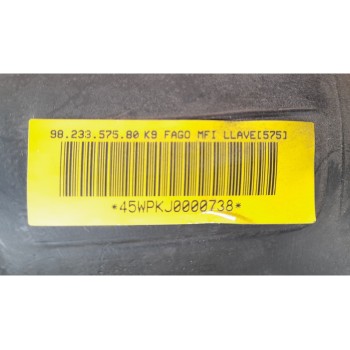 98.233.575.80 K9 FAGO MFI LLAVE[575]
*45WPKJ0000738*